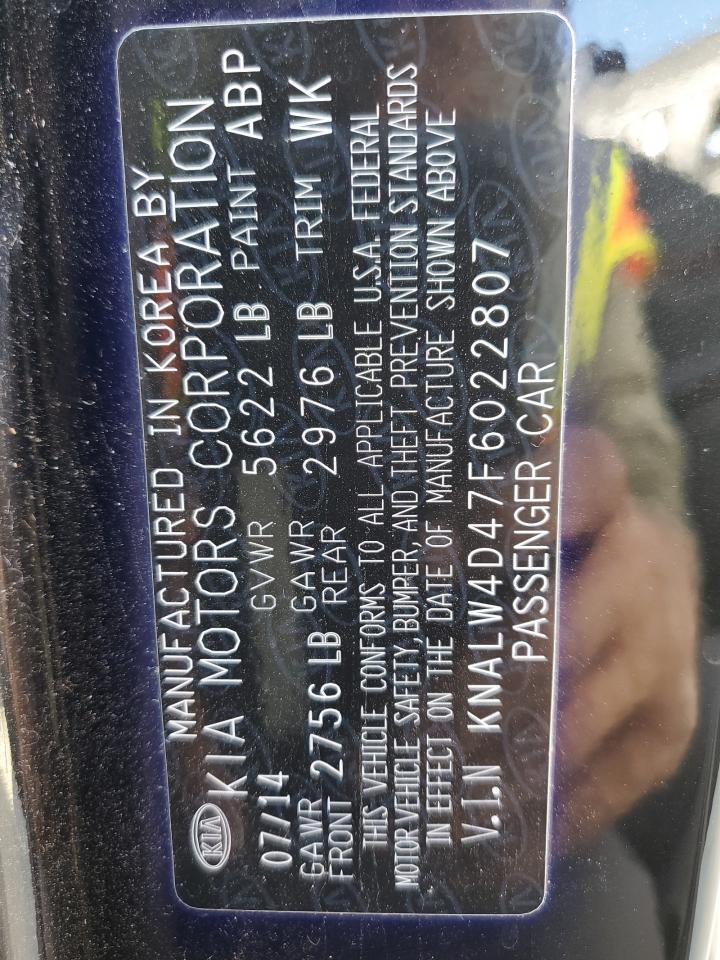 MANUFACTURED IN KOREA BY
KIA KIA MOTORS CORPORATION
07/14 GVWR 5622 LB PAINT ABP
GAWR FRONT 2756 LB GAWR REAR 2976 LB TRIM WK
THIS VEHICLE CONFORMS TO ALL APPLICABLE U.S.A. FEDERAL
MOTOR VEHICLE SAFETY, BUMPER, AND THEFT PREVENTION STANDARDS
IN EFFECT ON THE DATE OF MANUFACTURE SHOWN ABOVE
V.I.N KNALW4D47F6022807
PASSENGER CAR